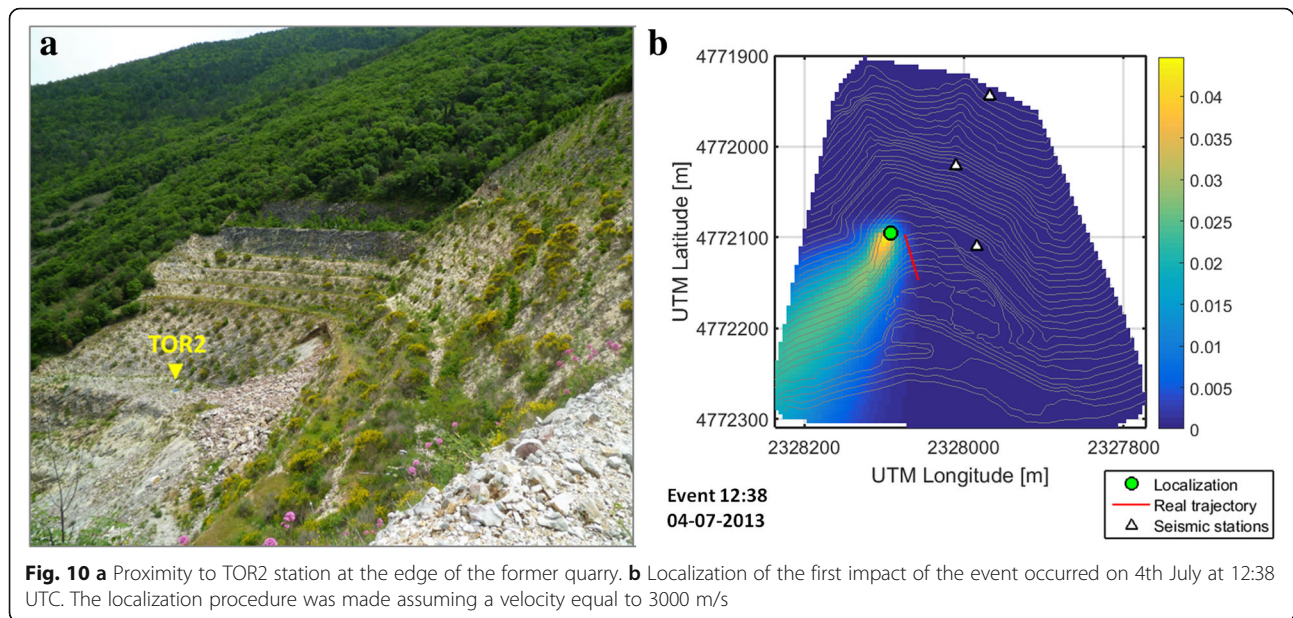 a
TOR2
b
4771900
4772000
4772100
4772200
4772300
UTM Latitude [m]
2328200
2328000
2327800
UTM Longitude [m]
0.04
0.035
0.03
0.025
0.02
0.015
0.01
0.005
0
Event 12:38
04-07-2013
Localization
Real trajectory
Seismic stations
Fig. 10 a Proximity to TOR2 station at the edge of the former quarry. b Localization of the first impact of the event occurred on 4th July at 12:38
UTC. The localization procedure was made assuming a velocity equal to 3000 m/s